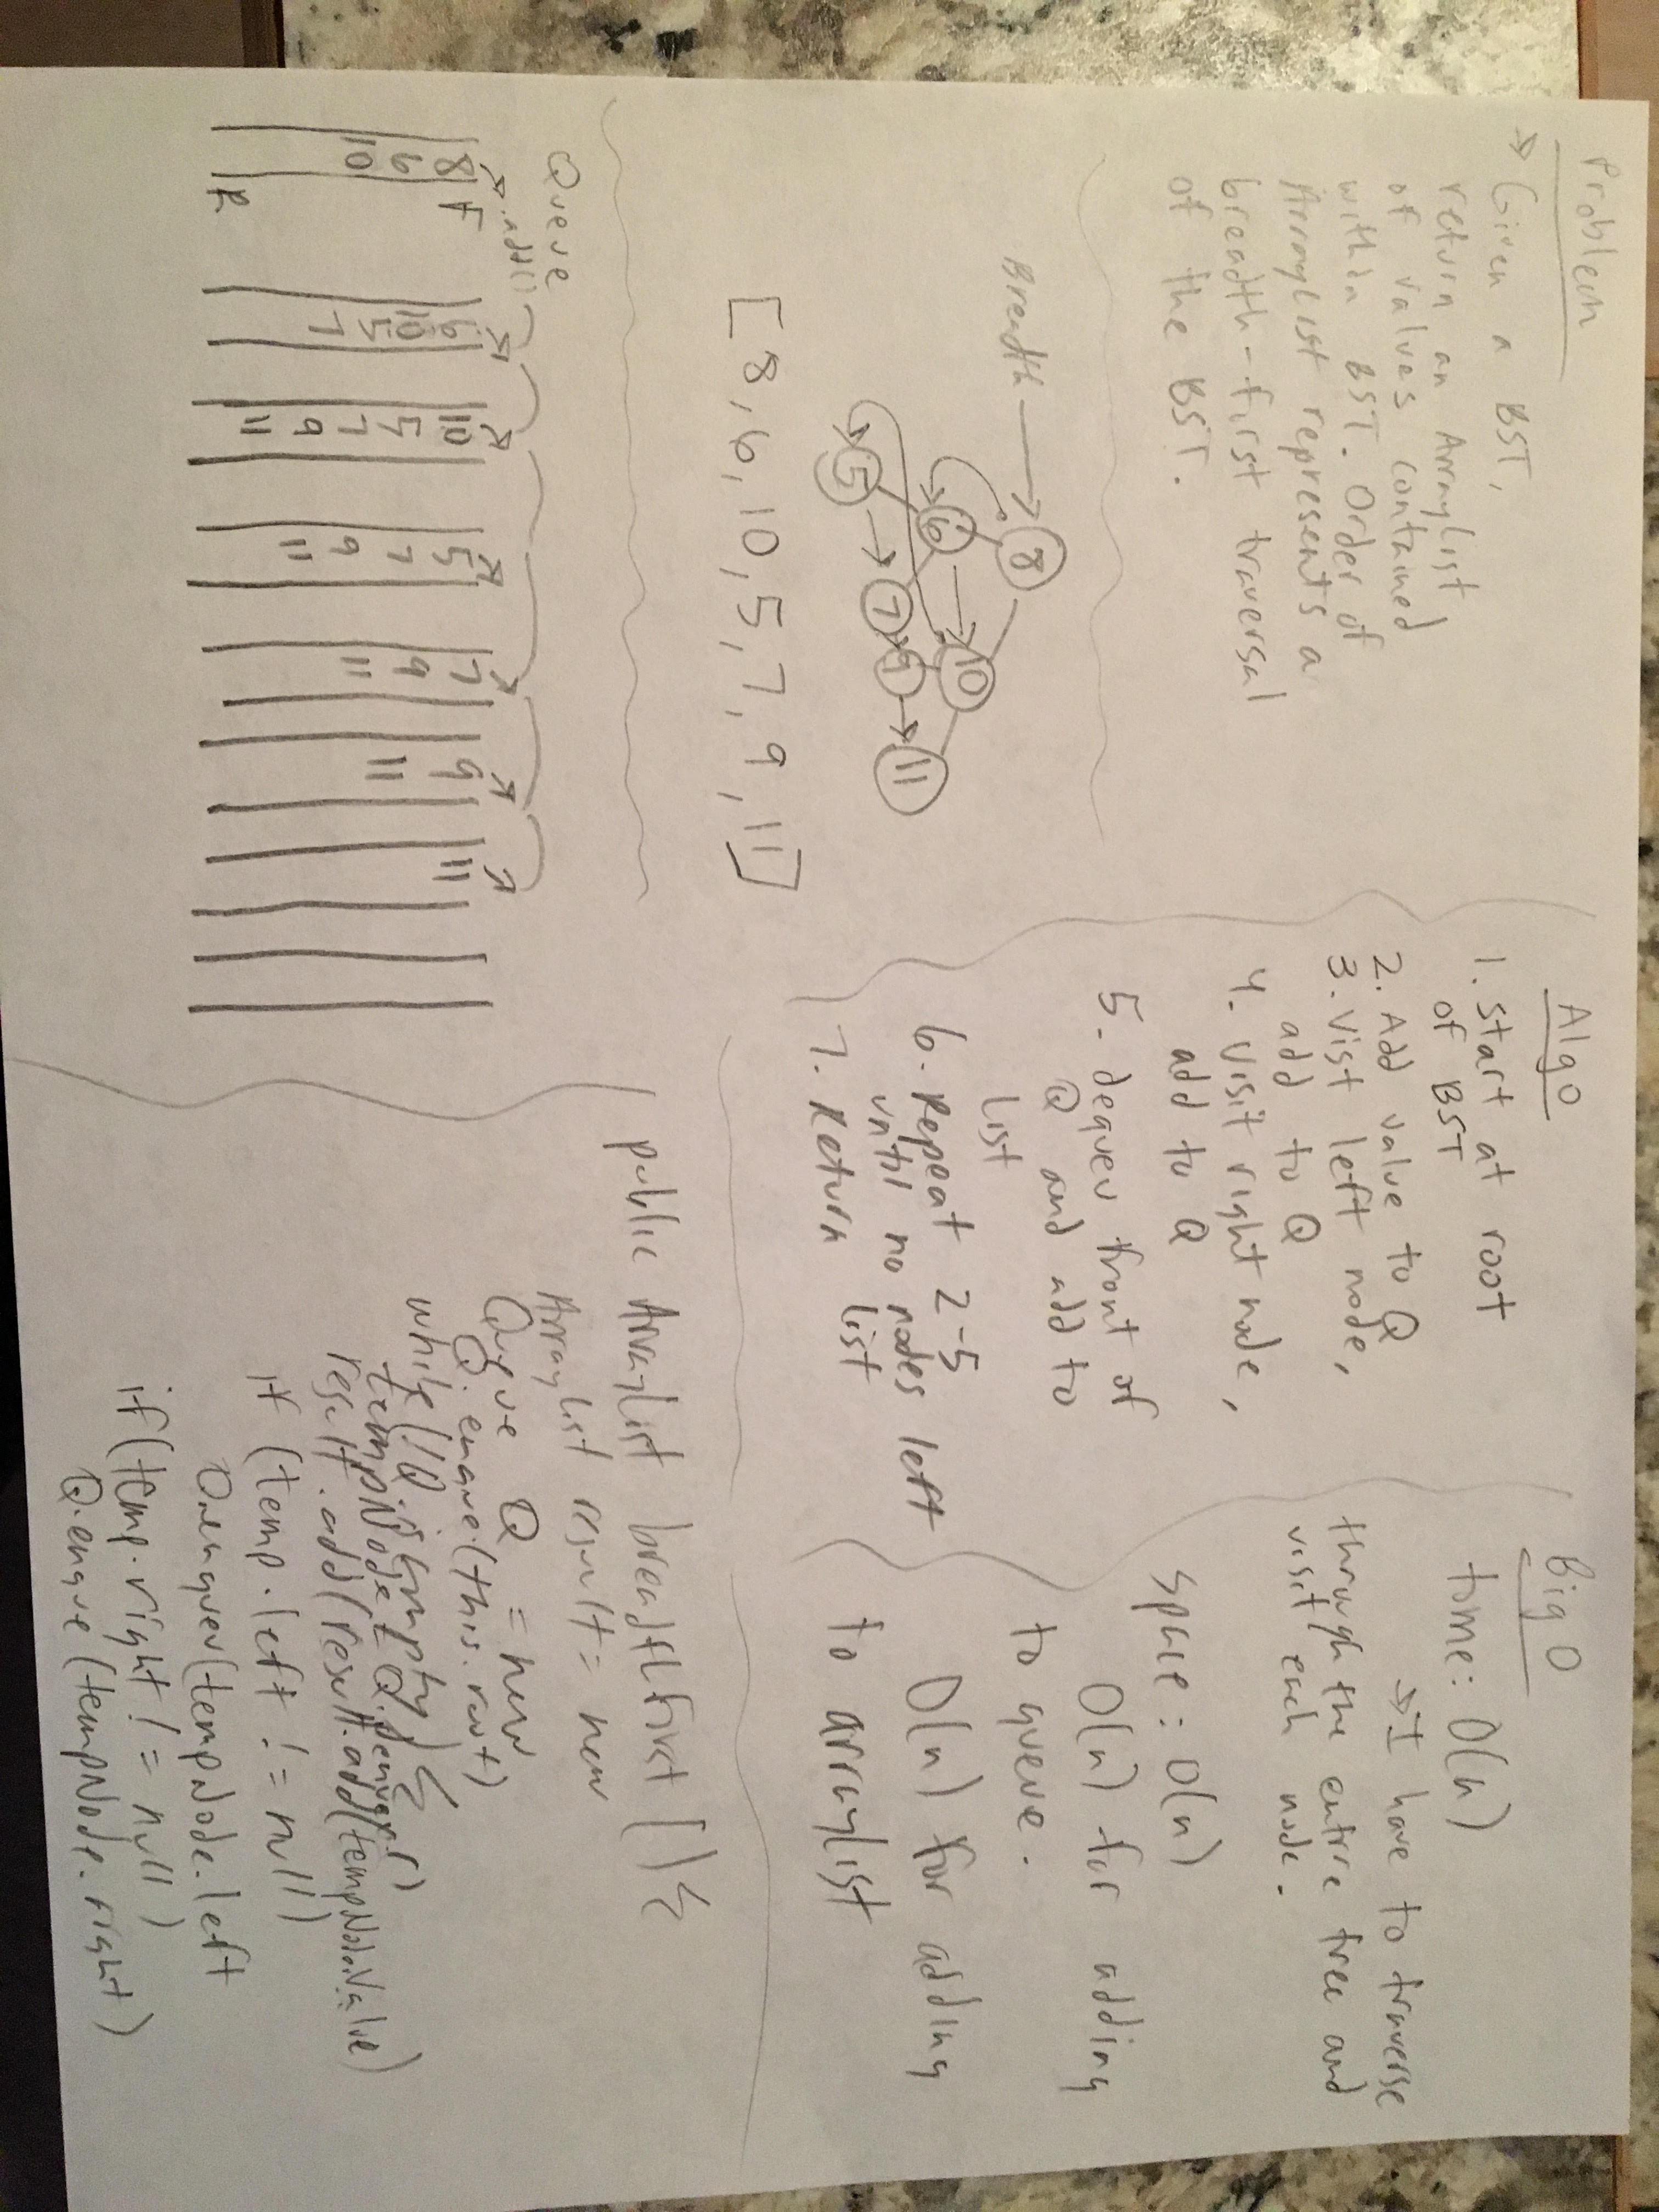 Problem
→ Given a BST,
return an Arraylist
of values contained
within BST. Order of
Arraylist represents a
breadth-first traversal
of the BST.
Breadth → 8
6 10
5 7 9 11
[8, 6, 10, 5, 7, 9, 11]
Queue
.add()
8 F 6 10 5 7 9 11
6 10 5 7 9 11
10 5 7 9 11
7 9 11
R 11
Algo
1. start at root
of BST
2. Add value to Q
3. Vist left node,
add to Q
4. Visit right node,
add to Q
5. dequeu front of
Q and add to
list
6. Repeat 2-5
until no nodes left
7. Return list
Big O
time: O(n)
→ I have to traverse
through the entire tree and
visit each node.
Space: O(n)
O(n) for adding
to queue.
O(n) for adding
to arraylist
public Arraylist breadthfirst(){
Arraylist result = new
Queue Q = new
Q.enque(this.root)
while(!Q.isEmpty){
tempNode = Q.
result.add(result.add(tempNode.Value)
if (temp.left != null)
(tempNode.left
if (temp.right != null)
Q.enque(tempNode.right)